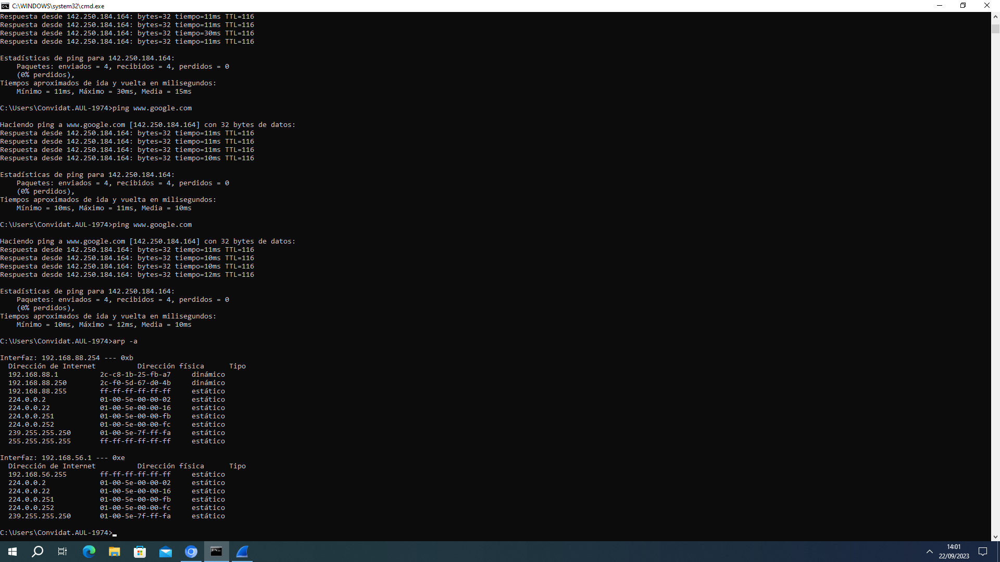 C:\WINDOWS\system32\cmd.exe
Respuesta desde 142.250.184.164: bytes=32 tiempo=11ms TTL=116
Respuesta desde 142.250.184.164: bytes=32 tiempo=11ms TTL=116
Respuesta desde 142.250.184.164: bytes=32 tiempo=30ms TTL=116
Respuesta desde 142.250.184.164: bytes=32 tiempo=11ms TTL=116
Estadísticas de ping para 142.250.184.164:
Paquetes: enviados = 4, recibidos = 4, perdidos = 0
(0% perdidos),
Tiempos aproximados de ida y vuelta en milisegundos:
Mínimo = 11ms, Máximo = 30ms, Media = 15ms
C:\Users\Convidat.AUL-1974>ping www.google.com
Haciendo ping a www.google.com [142.250.184.164] con 32 bytes de datos:
Respuesta desde 142.250.184.164: bytes=32 tiempo=11ms TTL=116
Respuesta desde 142.250.184.164: bytes=32 tiempo=11ms TTL=116
Respuesta desde 142.250.184.164: bytes=32 tiempo=11ms TTL=116
Respuesta desde 142.250.184.164: bytes=32 tiempo=10ms TTL=116
Estadísticas de ping para 142.250.184.164:
Paquetes: enviados = 4, recibidos = 4, perdidos = 0
(0% perdidos),
Tiempos aproximados de ida y vuelta en milisegundos:
Mínimo = 10ms, Máximo = 11ms, Media = 10ms
C:\Users\Convidat.AUL-1974>ping www.google.com
Haciendo ping a www.google.com [142.250.184.164] con 32 bytes de datos:
Respuesta desde 142.250.184.164: bytes=32 tiempo=11ms TTL=116
Respuesta desde 142.250.184.164: bytes=32 tiempo=10ms TTL=116
Respuesta desde 142.250.184.164: bytes=32 tiempo=10ms TTL=116
Respuesta desde 142.250.184.164: bytes=32 tiempo=12ms TTL=116
Estadísticas de ping para 142.250.184.164:
Paquetes: enviados = 4, recibidos = 4, perdidos = 0
(0% perdidos),
Tiempos aproximados de ida y vuelta en milisegundos:
Mínimo = 10ms, Máximo = 12ms, Media = 10ms
C:\Users\Convidat.AUL-1974>arp -a
Interfaz: 192.168.88.254 --- 0xb
Dirección de Internet Dirección física Tipo
192.168.88.1 2c-c8-1b-25-fb-a7 dinámico
192.168.88.250 2c-f0-5d-67-d0-4b dinámico
192.168.88.255 ff-ff-ff-ff-ff-ff estático
224.0.0.2 01-00-5e-00-00-02 estático
224.0.0.22 01-00-5e-00-00-16 estático
224.0.0.251 01-00-5e-00-00-fb estático
224.0.0.252 01-00-5e-00-00-fc estático
239.255.255.250 01-00-5e-7f-ff-fa estático
255.255.255.255 ff-ff-ff-ff-ff-ff estático
Interfaz: 192.168.56.1 --- 0xe
Dirección de Internet Dirección física Tipo
192.168.56.255 ff-ff-ff-ff-ff-ff estático
224.0.0.2 01-00-5e-00-00-02 estático
224.0.0.22 01-00-5e-00-00-16 estático
224.0.0.251 01-00-5e-00-00-fb estático
224.0.0.252 01-00-5e-00-00-fc estático
239.255.255.250 01-00-5e-7f-ff-fa estático
C:\Users\Convidat.AUL-1974>
14:01
22/09/2023